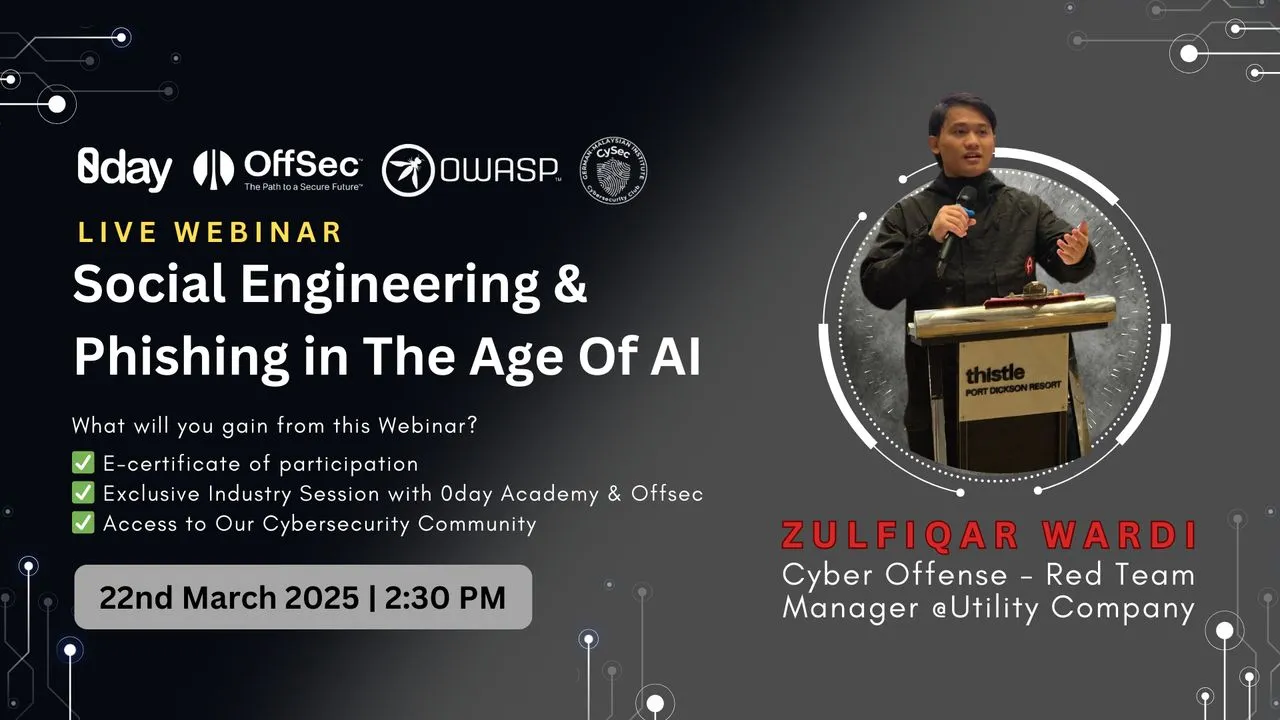 0day
OffSec™
The Path to a Secure Future™
OWASP™
GERMAN MALAYSIAN INSTITUTE
CySec
Cybersecurity Club
LIVE WEBINAR
Social Engineering &
Phishing in The Age Of AI
What will you gain from this Webinar?
✅ E-certificate of participation
✅ Exclusive Industry Session with 0day Academy & Offsec
✅ Access to Our Cybersecurity Community
22nd March 2025 | 2:30 PM
thistle
PORT DICKSON RESORT
ZULFIQAR WARDI
Cyber Offense - Red Team
Manager @Utility Company